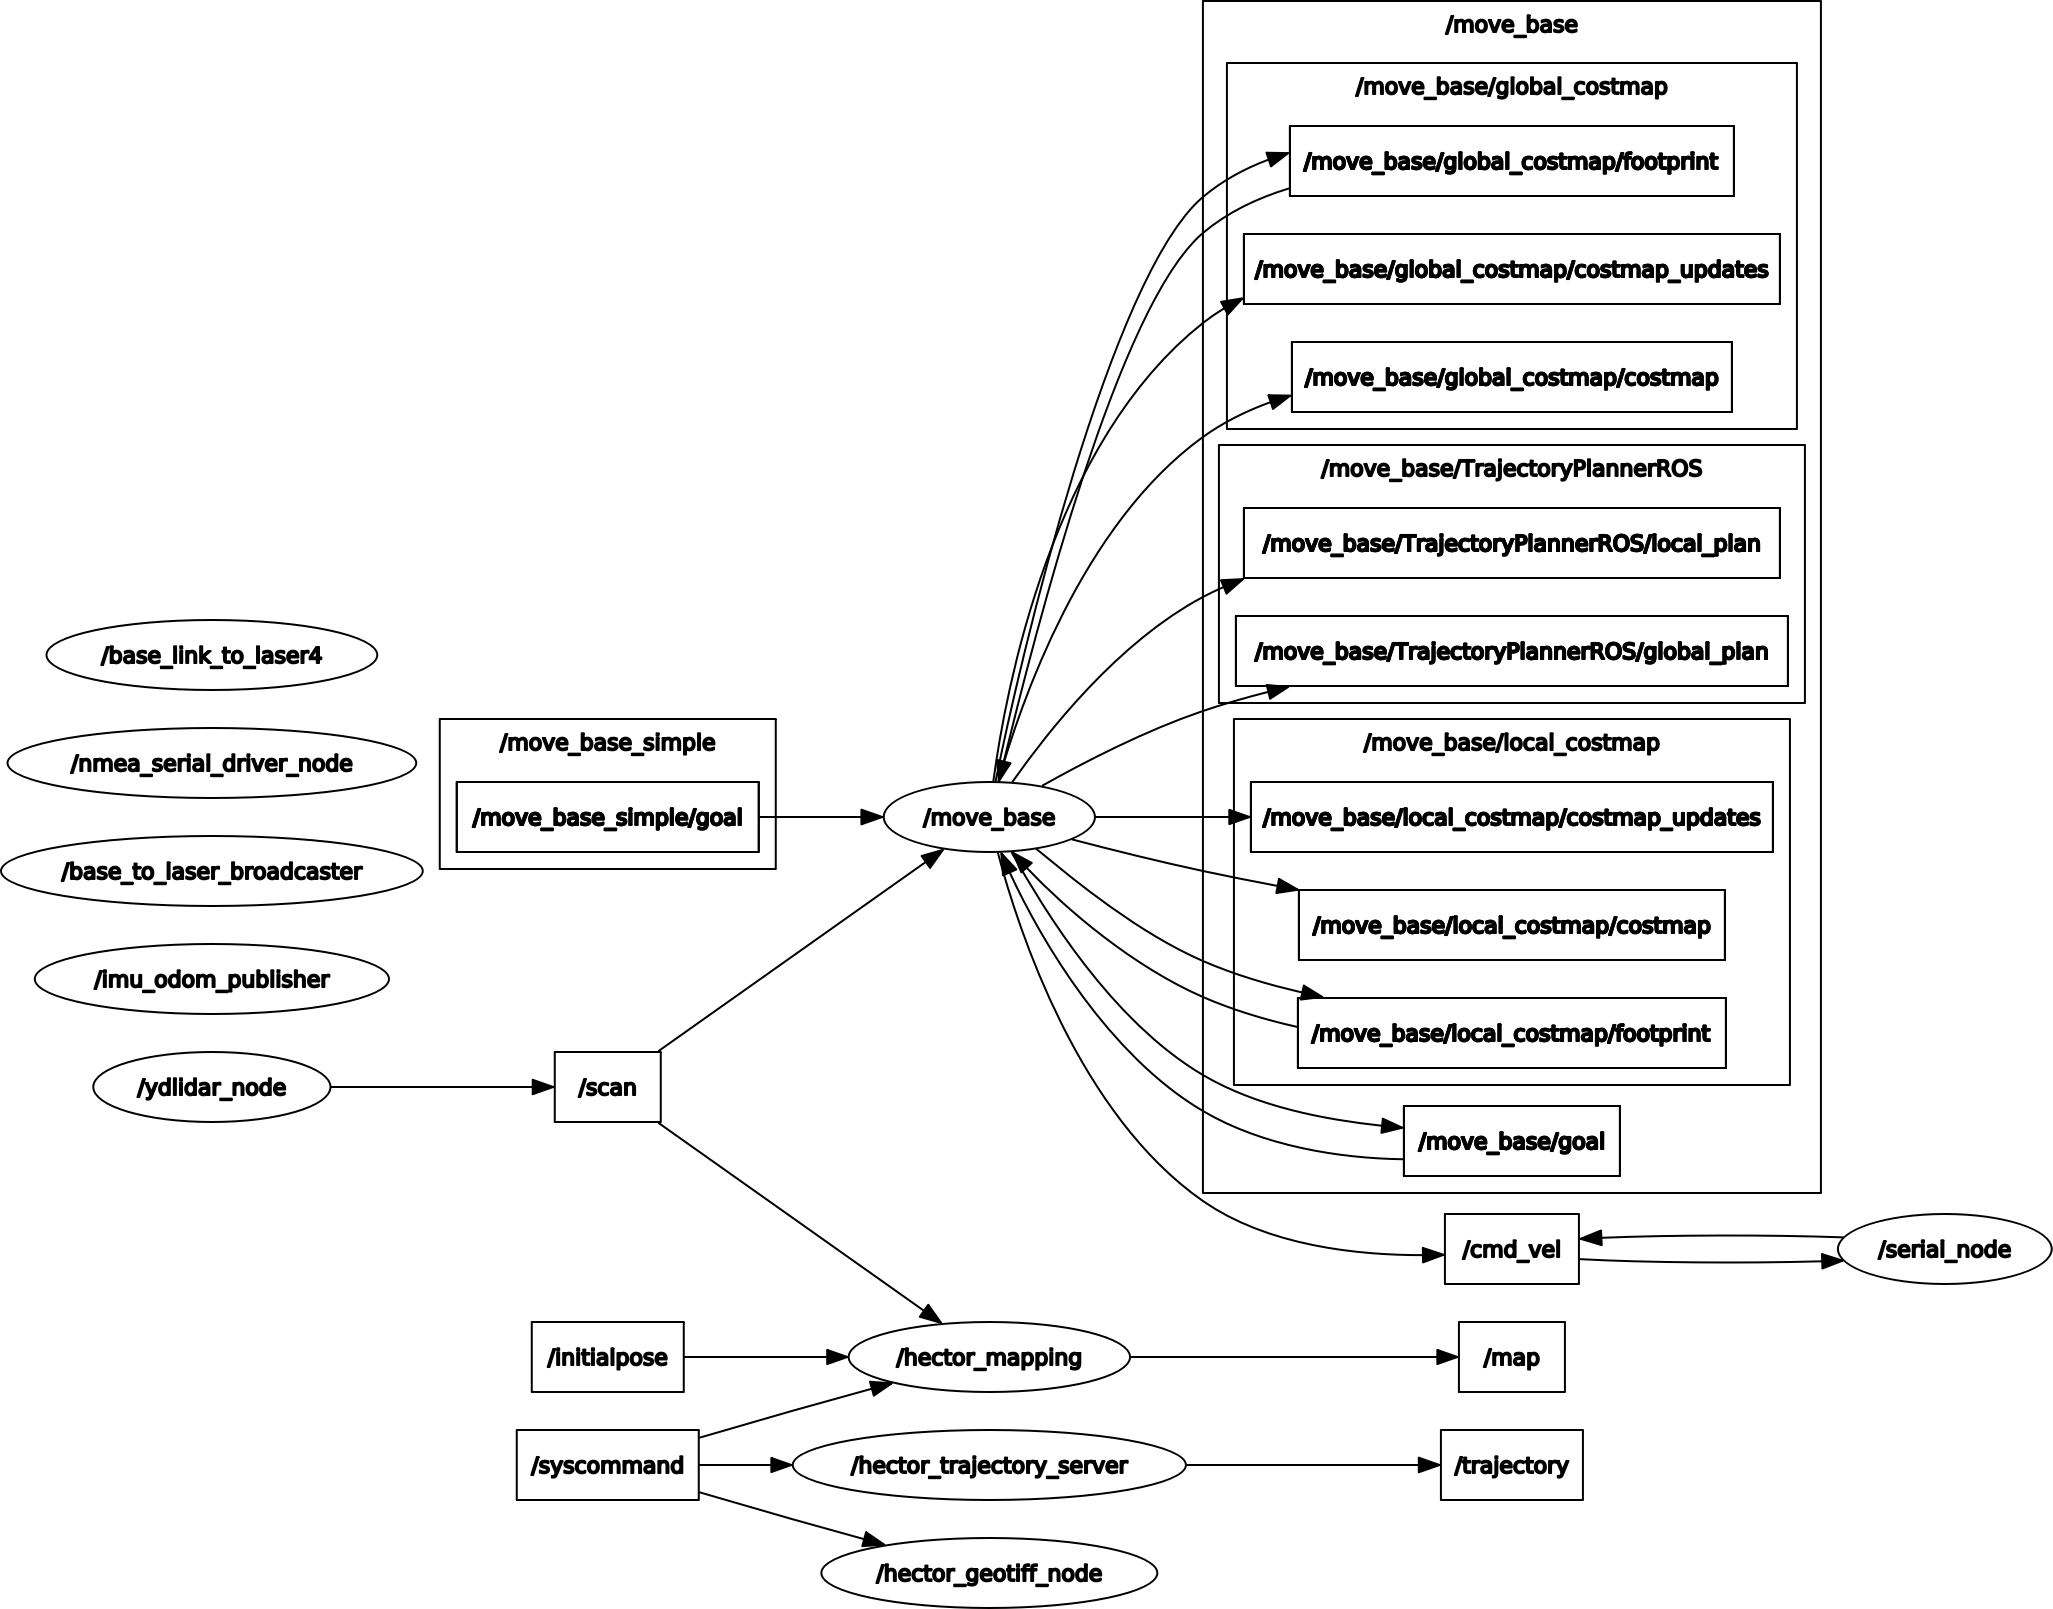 /move_base
/move_base/global_costmap
/move_base/global_costmap/footprint
/move_base/global_costmap/costmap_updates
/move_base/global_costmap/costmap
/move_base/TrajectoryPlannerROS
/move_base/TrajectoryPlannerROS/local_plan
/move_base/TrajectoryPlannerROS/global_plan
/base_link_to_laser4
/nmea_serial_driver_node
/base_to_laser_broadcaster
/imu_odom_publisher
/ydlidar_node
/move_base_simple
/move_base_simple/goal
/scan
/move_base
/move_base/local_costmap
/move_base/local_costmap/costmap_updates
/move_base/local_costmap/costmap
/move_base/local_costmap/footprint
/move_base/goal
/cmd_vel
/serial_node
/initialpose
/hector_mapping
/map
/syscommand
/hector_trajectory_server
/trajectory
/hector_geotiff_node